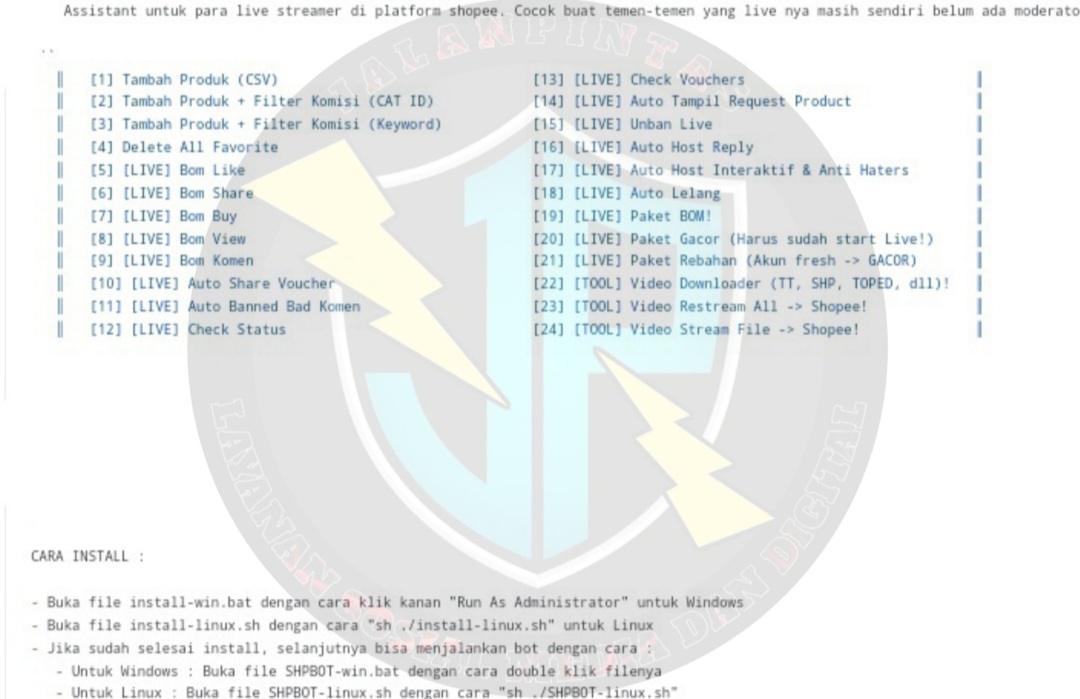 Assistant untuk para live streamer di platform shopee. Cocok buat temen-temen yang live nya masih sendiri belum ada moderato
``
‖ [1] Tambah Produk (CSV) [13] [LIVE] Check Vouchers |
‖ [2] Tambah Produk + Filter Komisi (CAT ID) [14] [LIVE] Auto Tampil Request Product |
‖ [3] Tambah Produk + Filter Komisi (Keyword) [15] [LIVE] Unban Live |
‖ [4] Delete All Favorite [16] [LIVE] Auto Host Reply |
‖ [5] [LIVE] Bom Like [17] [LIVE] Auto Host Interaktif & Anti Haters |
‖ [6] [LIVE] Bom Share [18] [LIVE] Auto Lelang |
‖ [7] [LIVE] Bom Buy [19] [LIVE] Paket BOM! |
‖ [8] [LIVE] Bom View [20] [LIVE] Paket Gacor (Harus sudah start Live!) |
‖ [9] [LIVE] Bom Komen [21] [LIVE] Paket Rebahan (Akun fresh -> GACOR) |
‖ [10] [LIVE] Auto Share Voucher [22] [TOOL] Video Downloader (TT, SHP, TOPED, dll)! |
‖ [11] [LIVE] Auto Banned Bad Komen [23] [TOOL] Video Restream All -> Shopee! |
‖ [12] [LIVE] Check Status [24] [TOOL] Video Stream File -> Shopee! |
CARA INSTALL :
- Buka file install-win.bat dengan cara klik kanan "Run As Administrator" untuk Windows
- Buka file install-linux.sh dengan cara "sh ./install-linux.sh" untuk Linux
- Jika sudah selesai install, selanjutnya bisa menjalankan bot dengan cara :
- Untuk Windows : Buka file SHPBOT-win.bat dengan cara double klik filenya
- Untuk Linux : Buka file SHPBOT-linux.sh dengan cara "sh ./SHPBOT-linux.sh"
JALANPINTAS
JP
LAYANAN SOSIAL MEDIA DAN DIGITAL